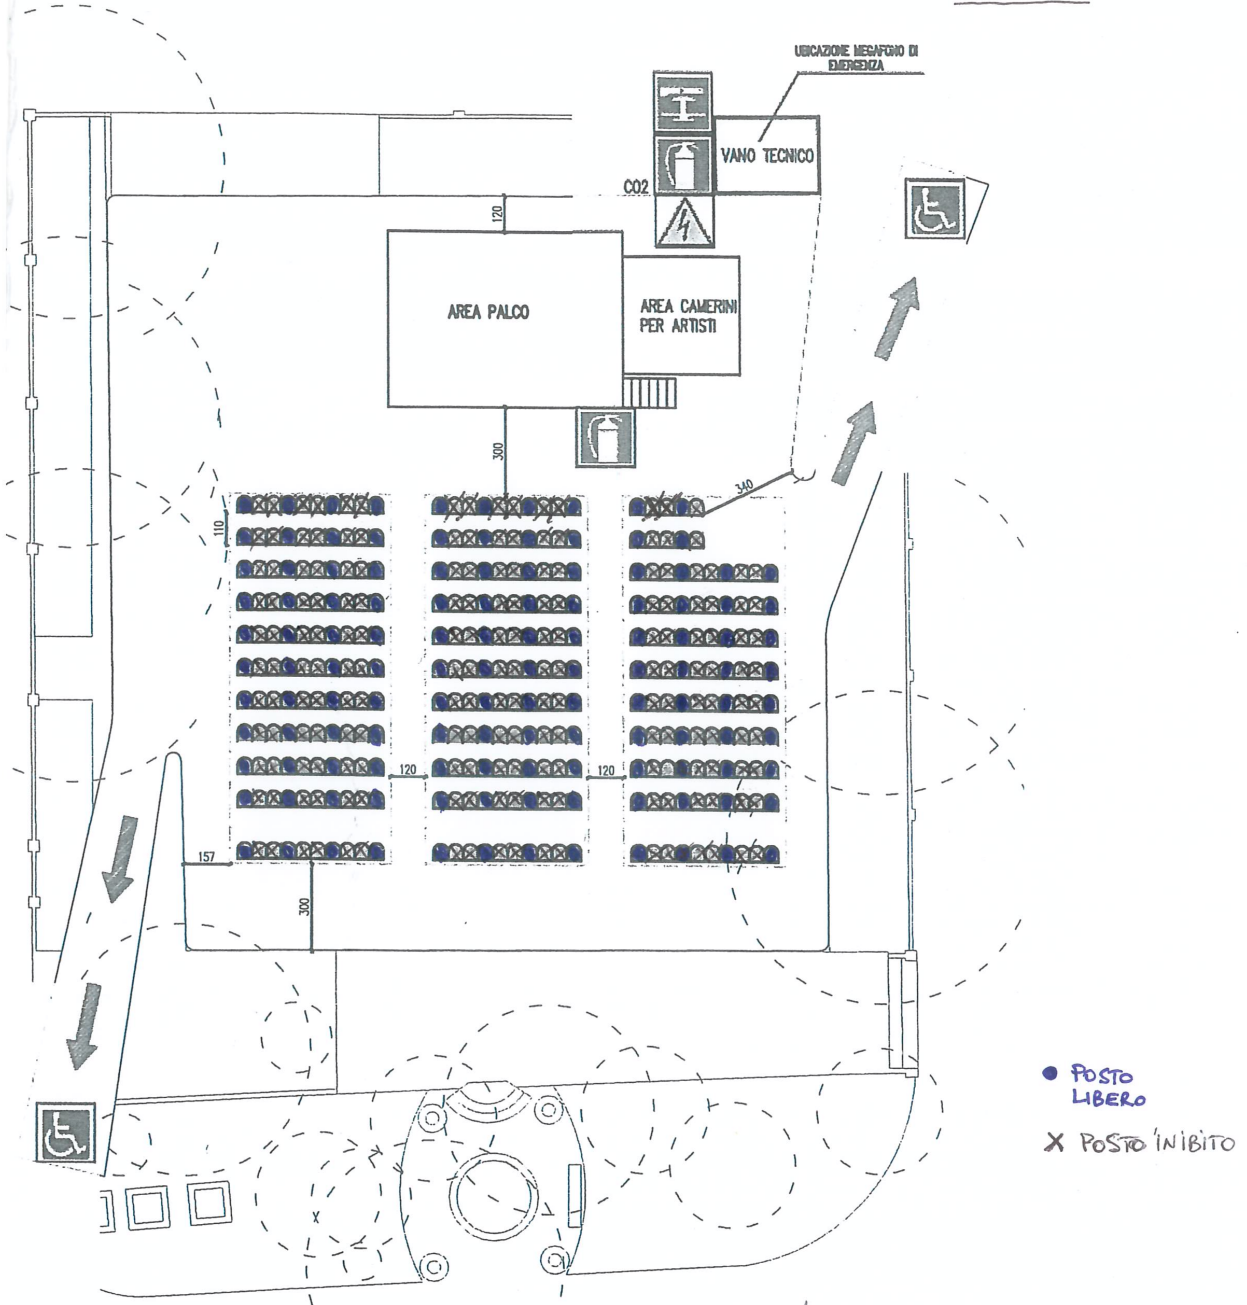 UBICAZIONE MEGAFONO DI
EMERGENZA
VANO TECNICO
CO2
120
AREA PALCO
AREA CAMERINI
PER ARTISTI
300
340
110
120
120
157
300
POSTO
LIBERO
X POSTO INIBITO